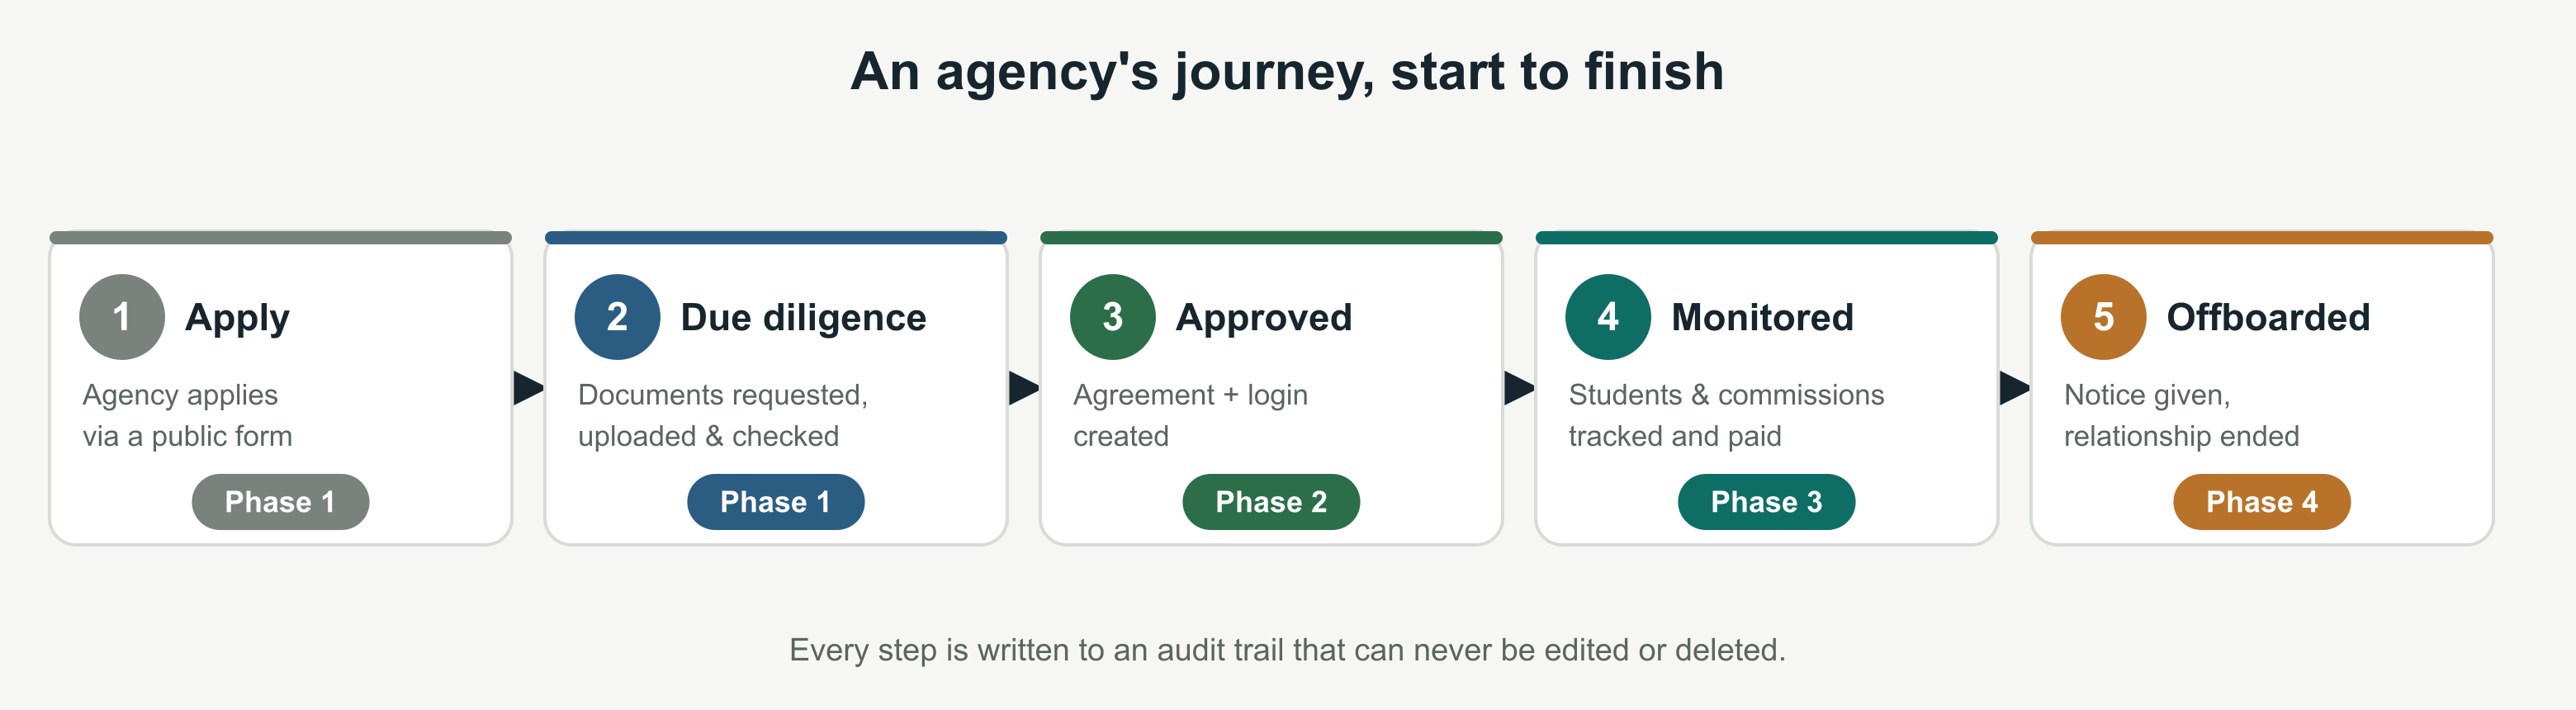 An agency's journey, start to finish
1 Apply
Agency applies
via a public form
Phase 1
2 Due diligence
Documents requested,
uploaded & checked
Phase 1
3 Approved
Agreement + login
created
Phase 2
4 Monitored
Students & commissions
tracked and paid
Phase 3
5 Offboarded
Notice given,
relationship ended
Phase 4
Every step is written to an audit trail that can never be edited or deleted.